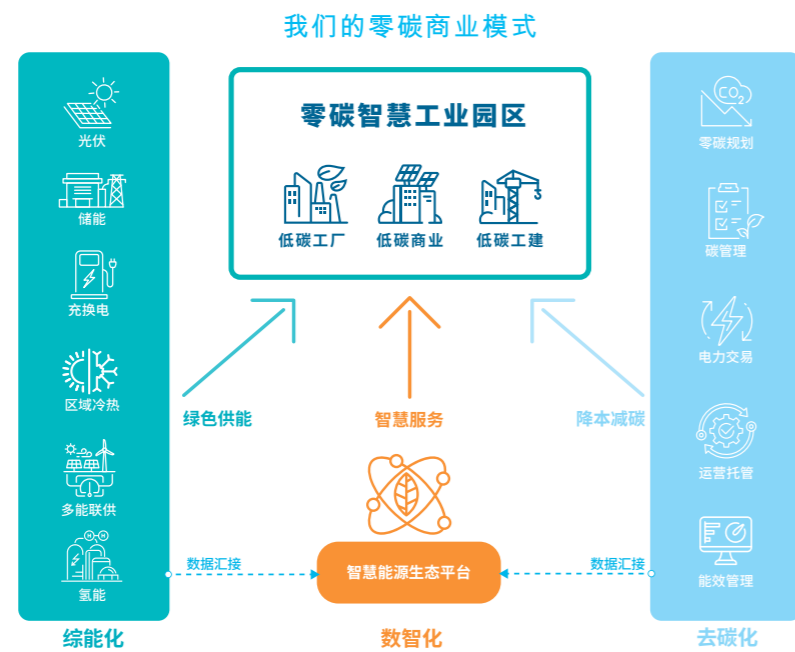 我们的零碳商业模式
光伏
储能
充换电
区域冷热
多能联供
氢能
综能化
零碳智慧工业园区
低碳工厂
低碳商业
低碳工建
绿色供能
智慧服务
降本减碳
数据汇接
智慧能源生态平台
数据汇接
数智化
CO2
零碳规划
碳管理
电力交易
运营托管
能效管理
去碳化